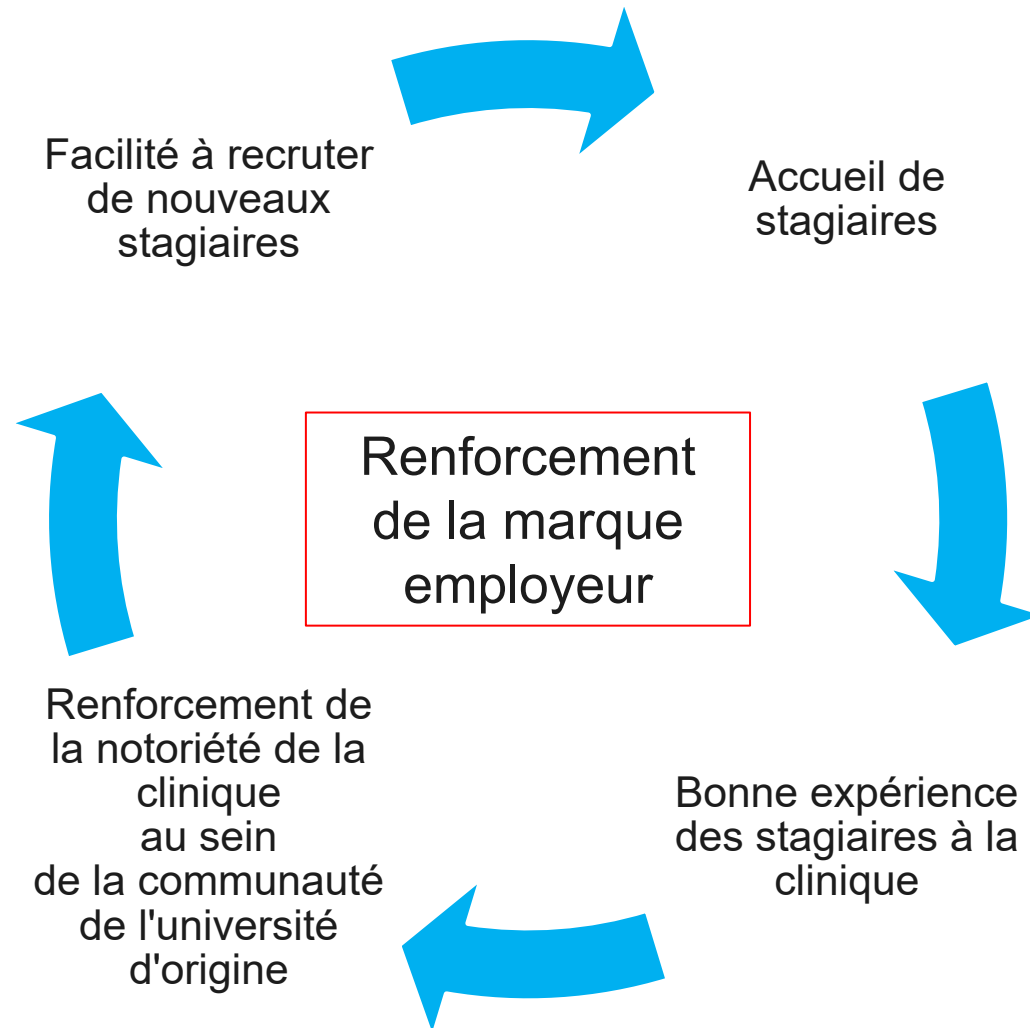 Facilité à recruter
de nouveaux
stagiaires
Accueil de
stagiaires
Renforcement
de la marque
employeur
Renforcement de
la notoriété de la
clinique
au sein
de la communauté
de l'université
d'origine
Bonne expérience
des stagiaires à la
clinique